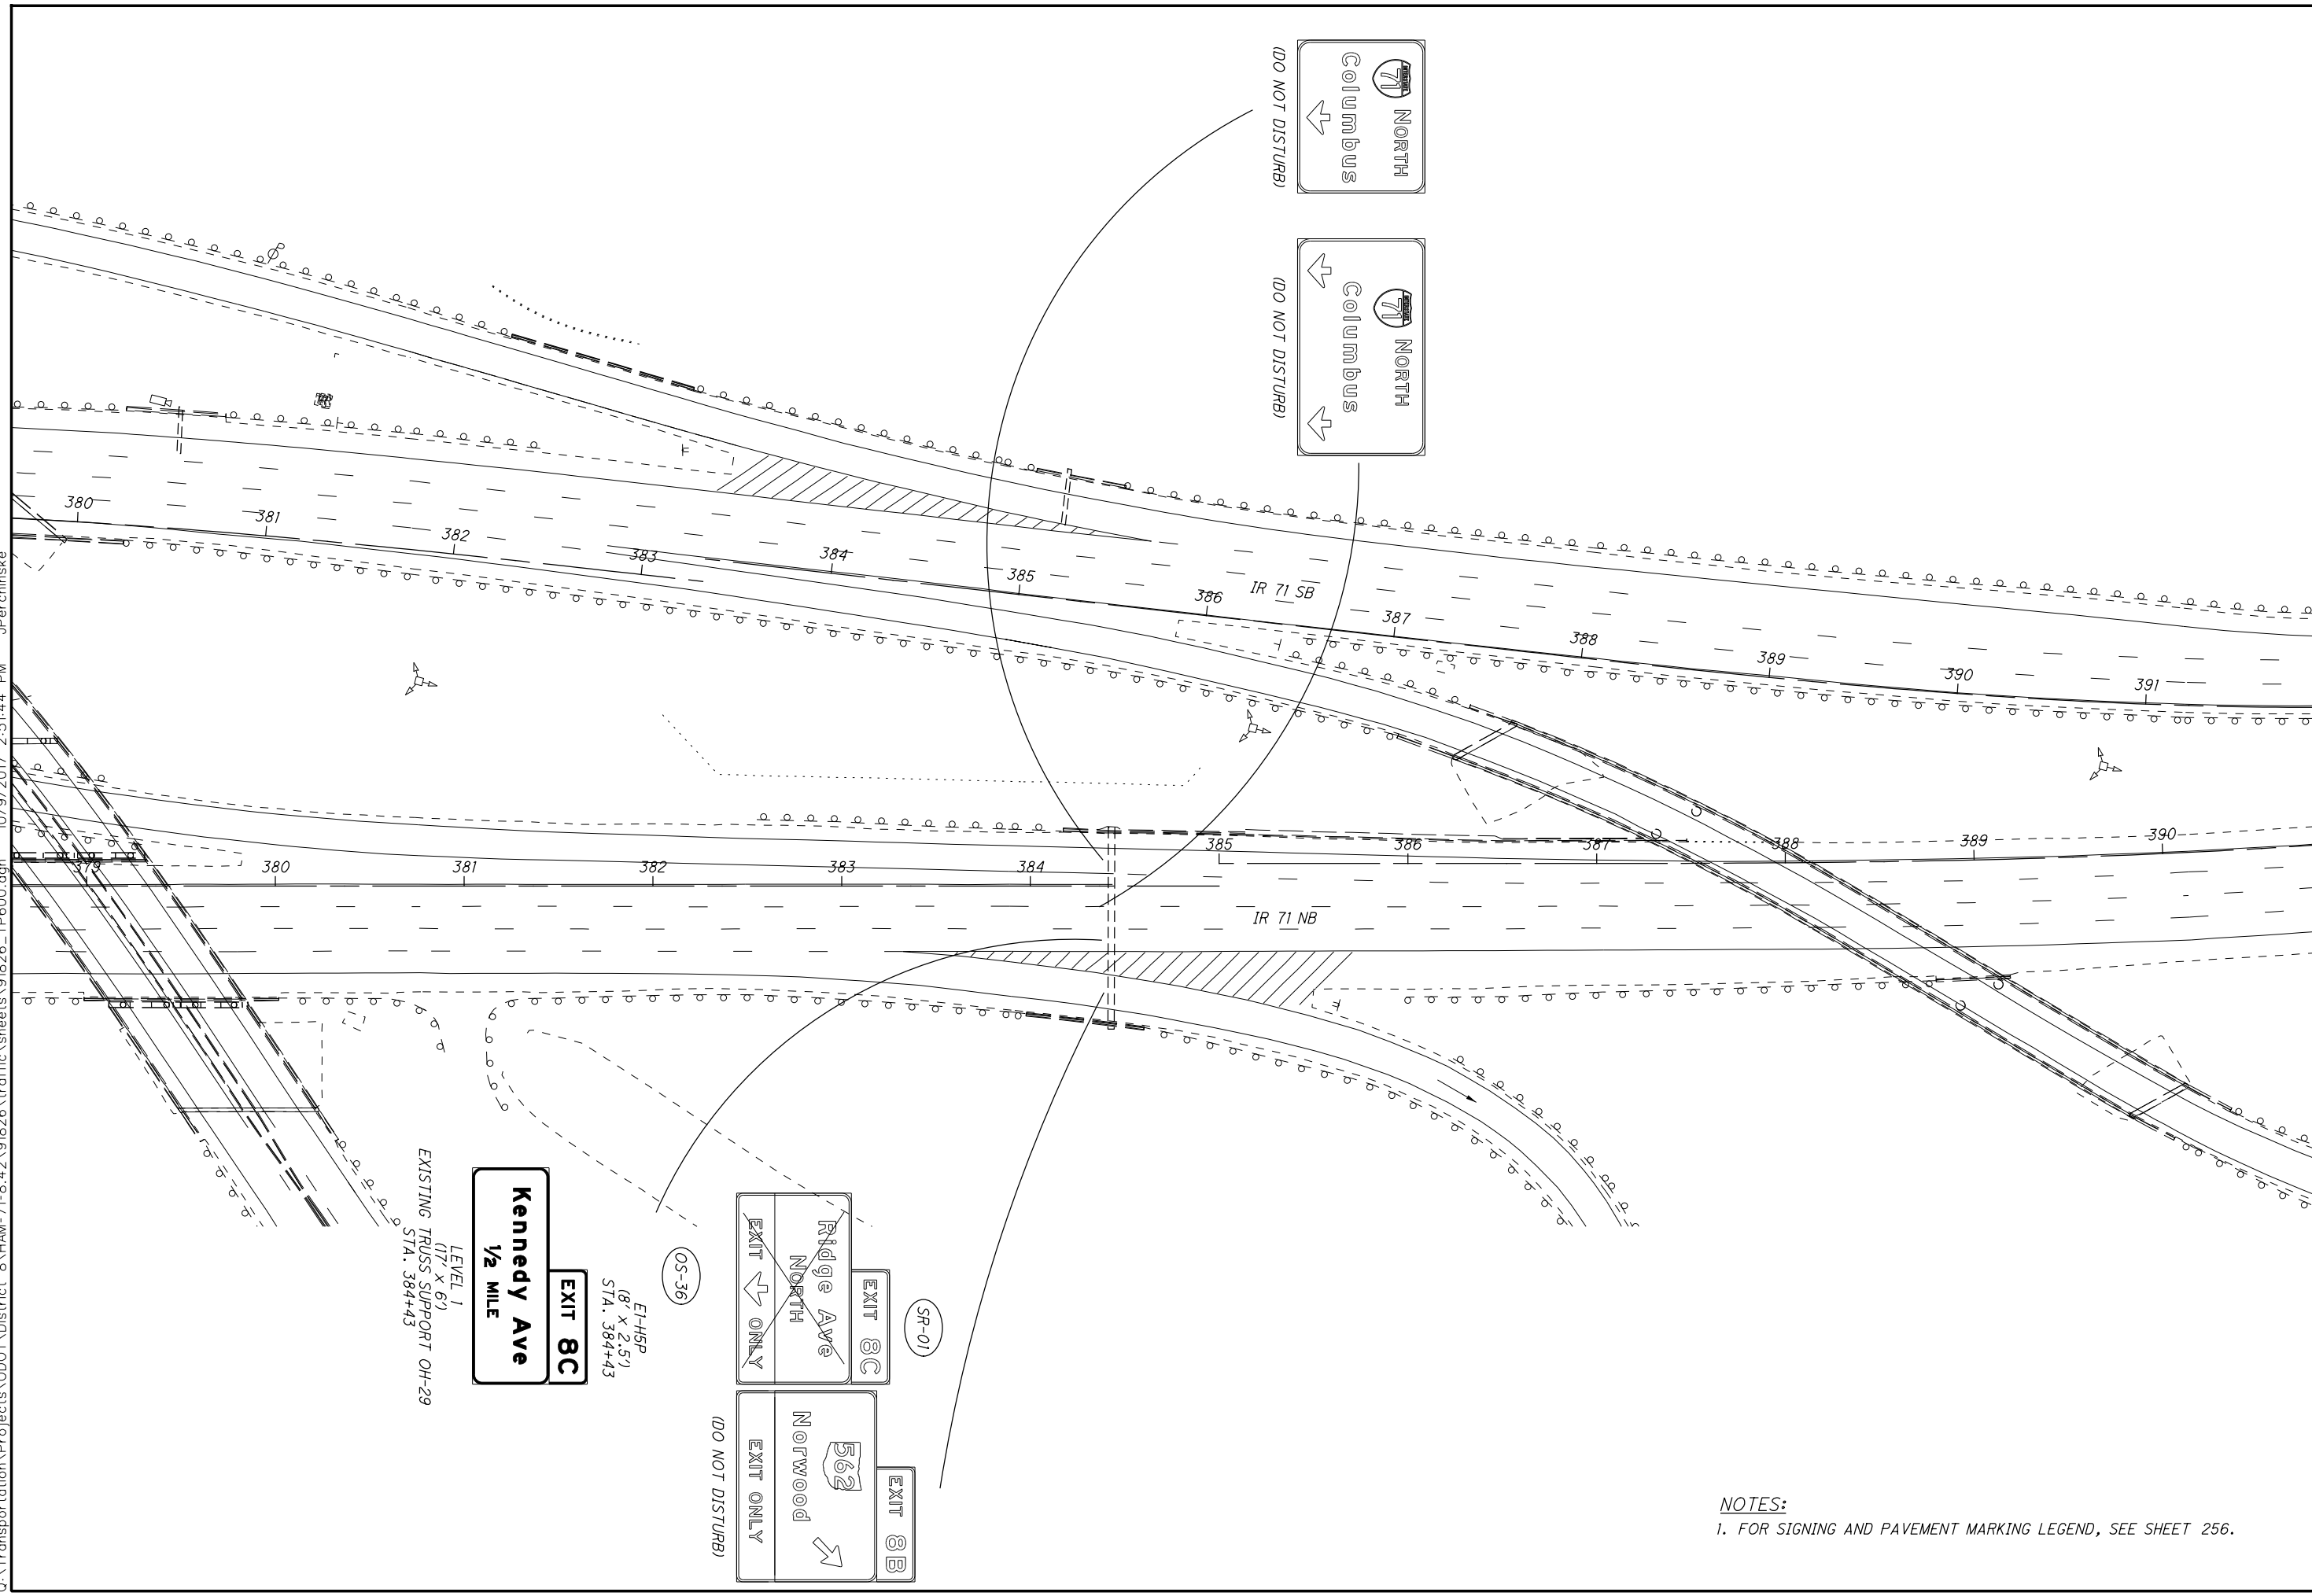 71 NORTH
INTERSTATE
Columbus
(DO NOT DISTURB)
71 NORTH
INTERSTATE
Columbus
(DO NOT DISTURB)
380
381
382
383
384
385
386
387
388
389
390
391
IR 71 SB
379
380
381
382
383
384
385
386
387
388
389
390
IR 71 NB
EXIT 8C
Kennedy Ave
½ MILE
LEVEL 1
(17' x 6')
EXISTING TRUSS SUPPORT OH-29
STA. 384+43
E1-H5P
(8' x 2.5')
STA. 384+43
OS-36
SR-01
EXIT 8C
Ridge Ave
NORTH
EXIT ONLY
EXIT 8B
562
Norwood
EXIT ONLY
(DO NOT DISTURB)
NOTES:
1. FOR SIGNING AND PAVEMENT MARKING LEGEND, SEE SHEET 256.